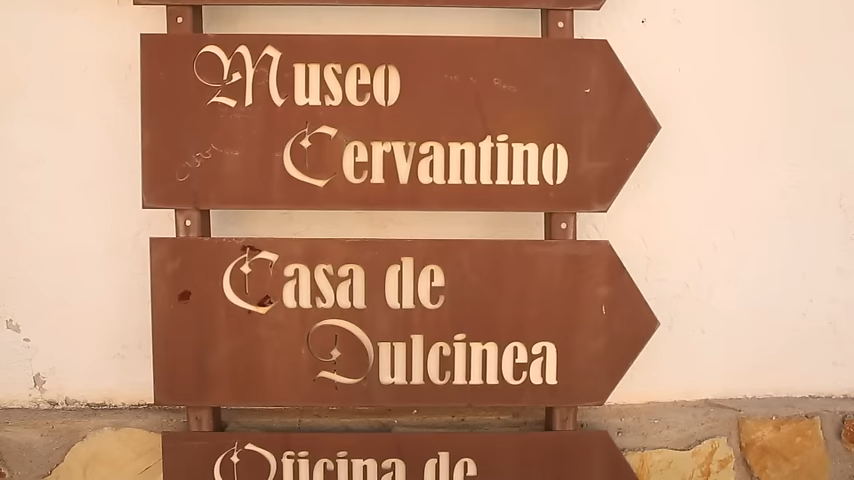 Museo
Cervantino
Casa de
Dulcinea
Oficina de